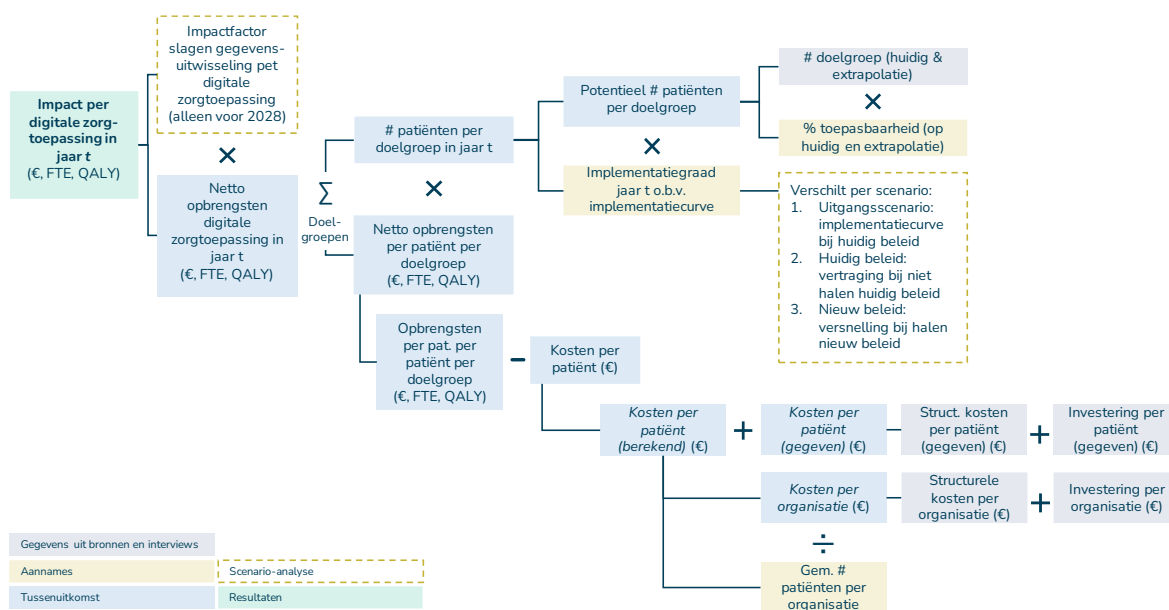 Impact per
digitale zorg-
toepassing in
jaar t
(€, FTE, QALY)
Impactfactor
slagen gegevens-
uitwisseling pet
digitale
zorgtoepassing
(alleen voor 2028)
×
Netto
opbrengsten
digitale
zorgtoepassing in
jaar t
(€, FTE, QALY)
∑
Doel-
groepen
# patiënten per
doelgroep in jaar t
×
Netto opbrengsten
per patiënt per
doelgroep
(€, FTE, QALY)
Potentieel # patiënten
per doelgroep
×
Implementatiegraad
jaar t o.b.v.
implementatiecurve
# doelgroep (huidig &
extrapolatie)
×
% toepasbaarheid (op
huidig en extrapolatie)
Verschilt per scenario:
1. Uitgangsscenario:
implementatiecurve
bij huidig beleid
2. Huidig beleid:
vertraging bij niet
halen huidig beleid
3. Nieuw beleid:
versnelling bij halen
nieuw beleid
Opbrengsten
per pat. per
patiënt per
doelgroep
(€, FTE, QALY)
−
Kosten per
patiënt (€)
Kosten per
patiënt
(berekend) (€)
+
Kosten per
patiënt
(gegeven) (€)
Struct. kosten
per patiënt
(gegeven) (€)
+
Investering per
patiënt
(gegeven) (€)
Kosten per
organisatie (€)
Structurele
kosten per
organisatie (€)
+
Investering per
organisatie (€)
÷
Gem. #
patiënten per
organisatie
Gegevens uit bronnen en interviews
Aannames
Scenario-analyse
Tussenuitkomst
Resultaten